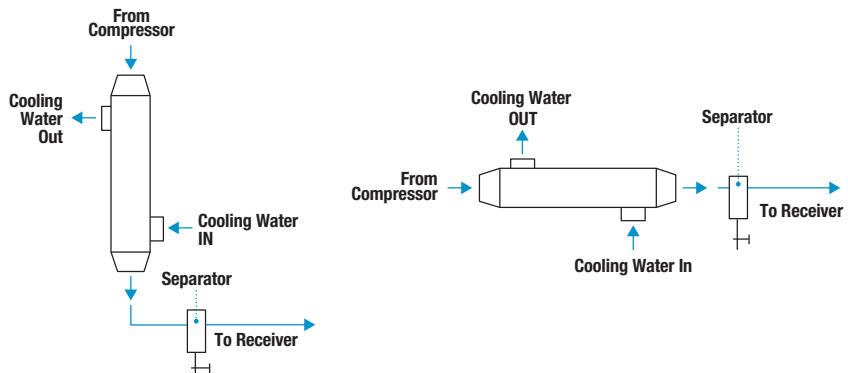 From
Compressor
Cooling
Water
Out
Cooling Water
IN
Separator
To Receiver
Cooling Water
OUT
Separator
From
Compressor
To Receiver
Cooling Water In